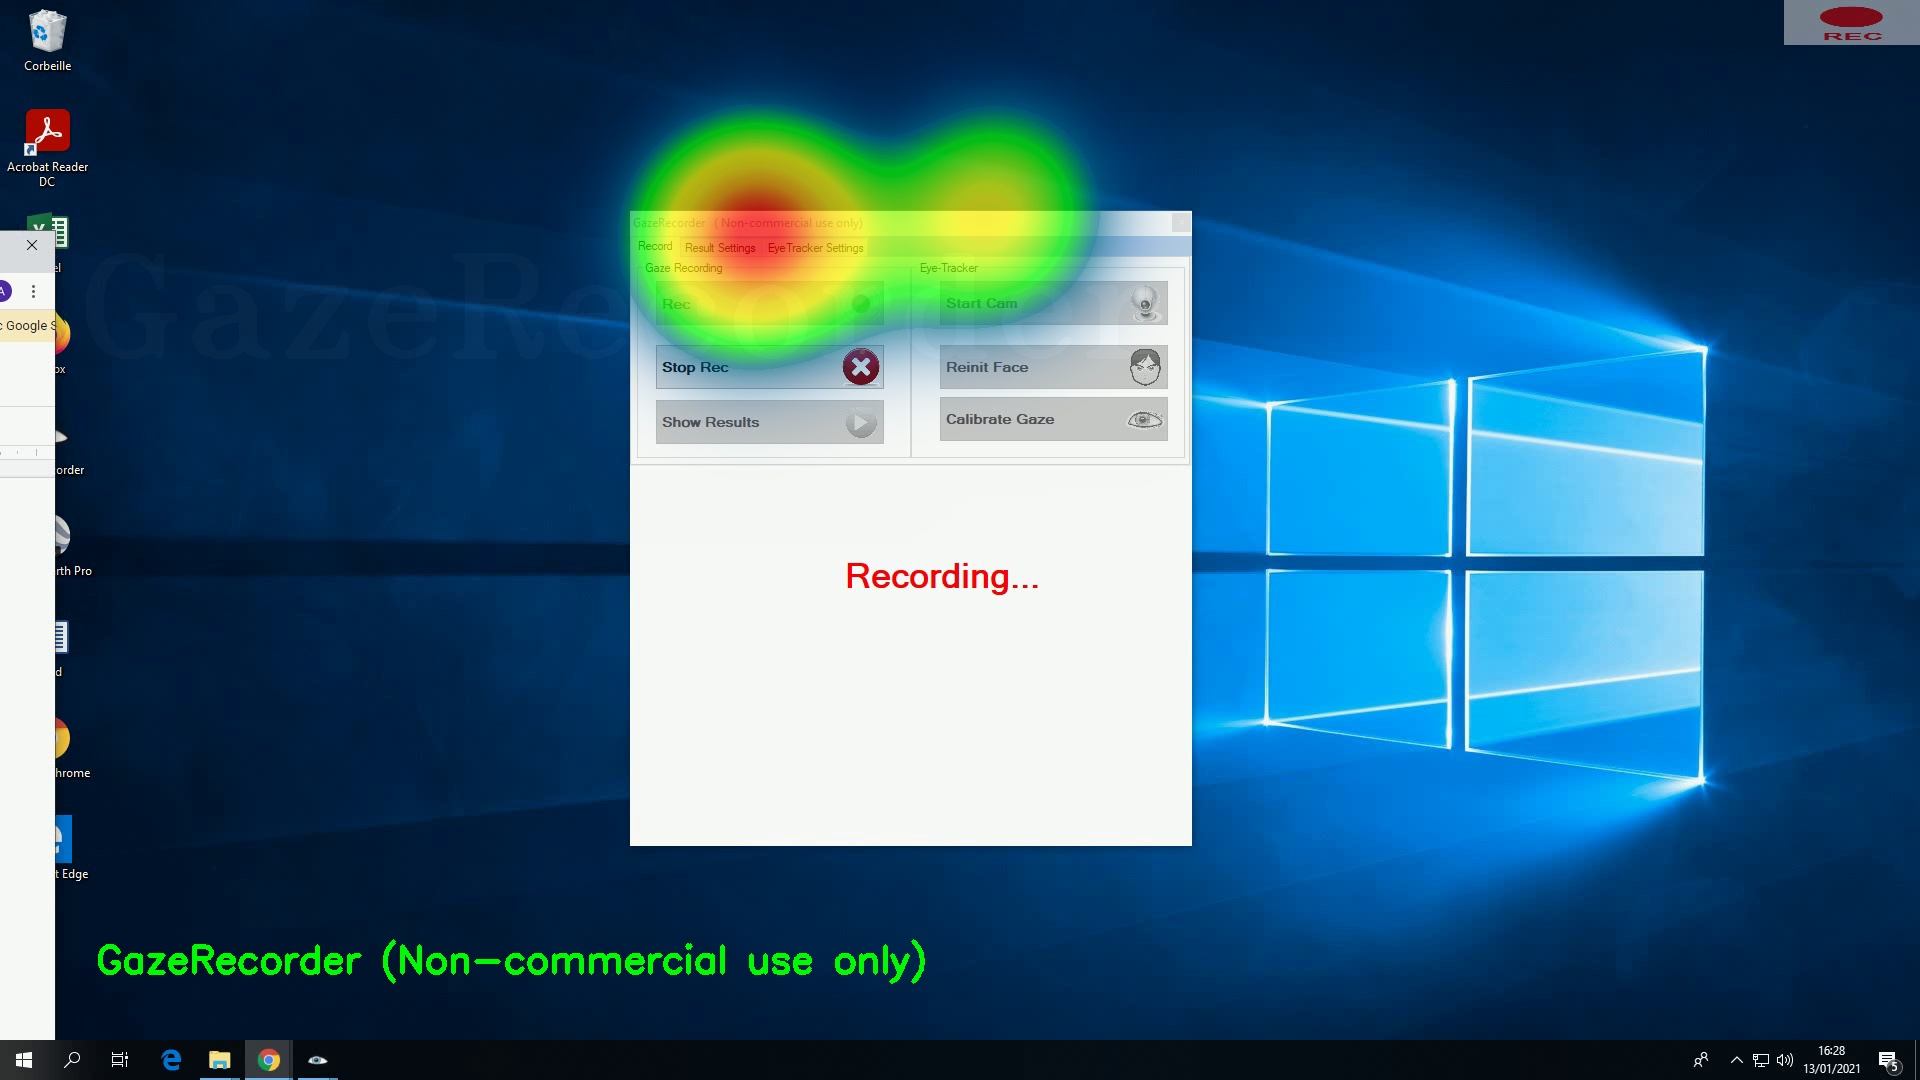 Corbeille
REC
Acrobat Reader
DC
el
A
c Google S
ox
order
rth Pro
d
hrome
t Edge
GazeRecorder
GazeRecorder ( Non-commercial use only)
Record Result Settings EyeTracker Settings
Gaze Recording
Eye-Tracker
Rec
Start Cam
Stop Rec
Reinit Face
Show Results
Calibrate Gaze
Recording...
GazeRecorder (Non-commercial use only)
16:28
13/01/2021
5